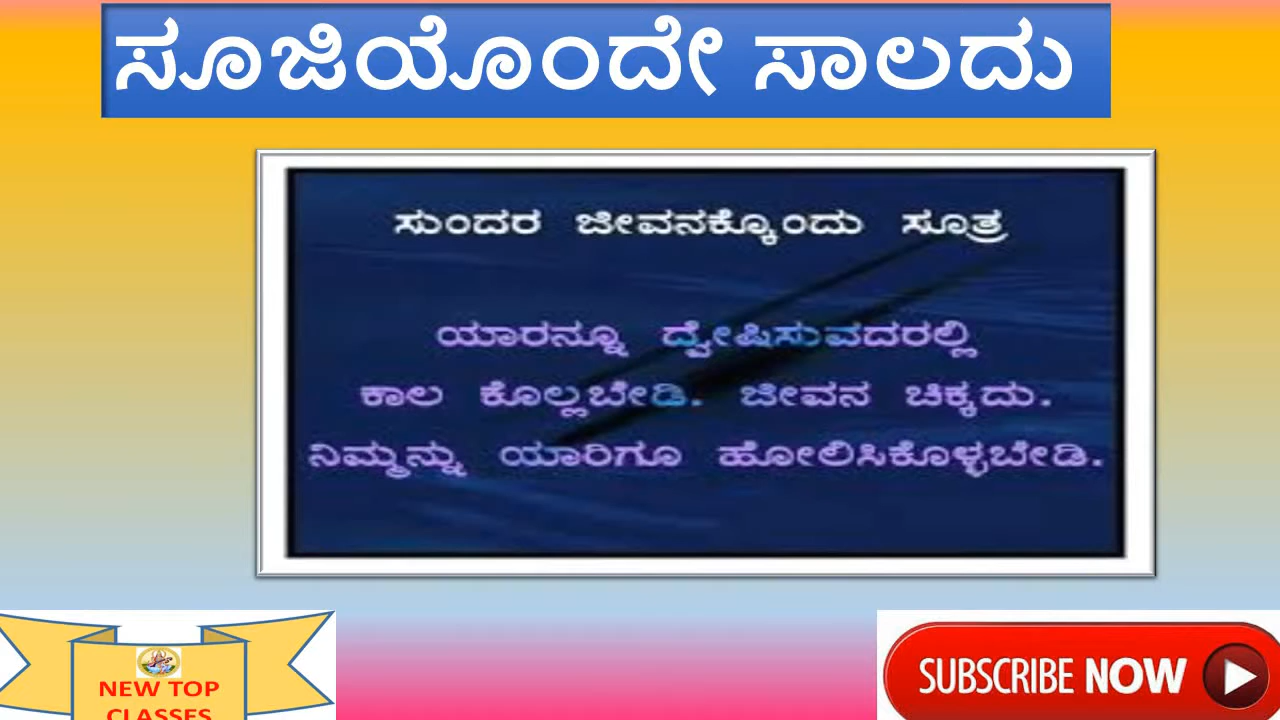 ಸೂಜಿಯೊಂದೇ ಸಾಲದು
ಸುಂದರ ಜೀವನಕ್ಕೊಂದು ಸೂತ್ರ
ಯಾರನ್ನೂ ದ್ವೇಷಿಸುವದರಲ್ಲಿ
ಕಾಲ ಕೊಲ್ಲಬೇಡಿ. ಜೀವನ ಚಿಕ್ಕದು.
ನಿಮ್ಮನ್ನು ಯಾರಿಗೂ ಹೋಲಿಸಿಕೊಳ್ಳಬೇಡಿ.
NEW TOP
CLASSES
SUBSCRIBE NOW